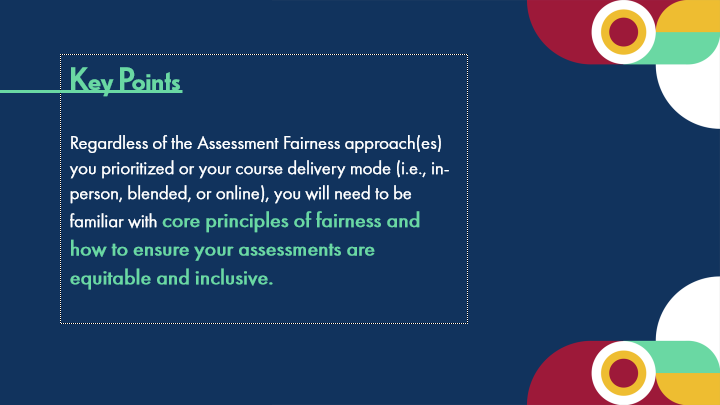 Key Points
Regardless of the Assessment Fairness approach(es)
you prioritized or your course delivery mode (i.e., in-
person, blended, or online), you will need to be
familiar with core principles of fairness and
how to ensure your assessments are
equitable and inclusive.